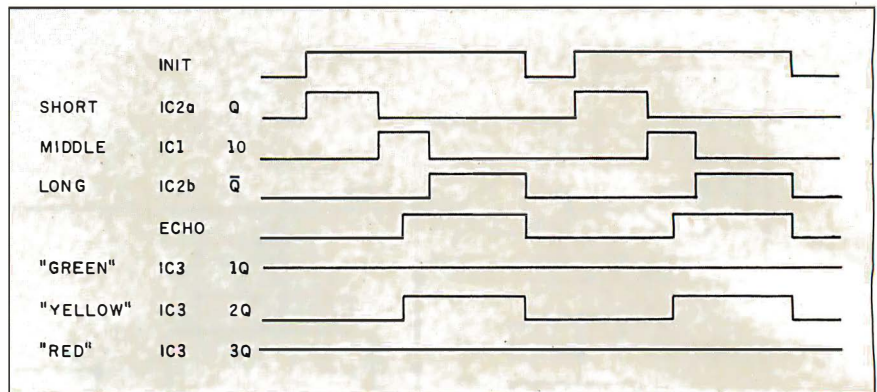 INIT
SHORT IC2a Q
MIDDLE IC1 10
LONG IC2b Q̅
ECHO
"GREEN" IC3 1Q
"YELLOW" IC3 2Q
"RED" IC3 3Q